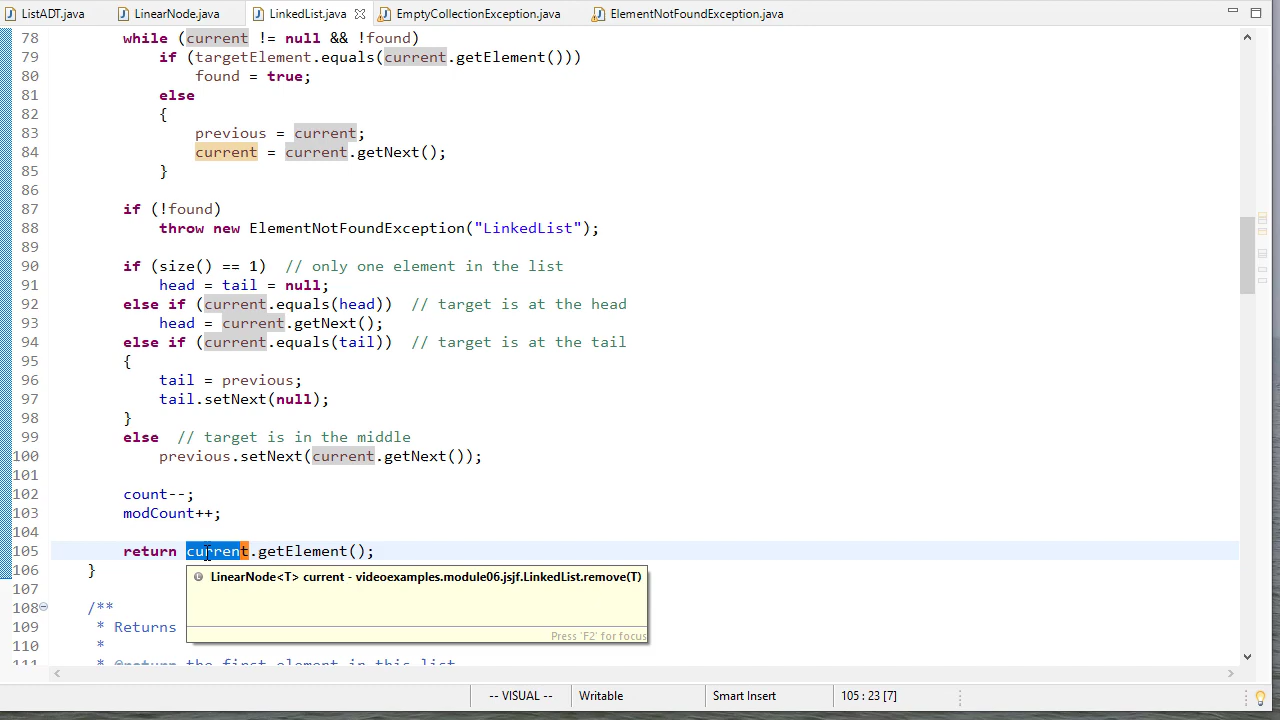 ListADT.java LinearNode.java LinkedList.java EmptyCollectionException.java ElementNotFoundException.java
78 while (current != null && !found)
79 if (targetElement.equals(current.getElement()))
80 found = true;
81 else
82 {
83 previous = current;
84 current = current.getNext();
85 }
86
87 if (!found)
88 throw new ElementNotFoundException("LinkedList");
89
90 if (size() == 1) // only one element in the list
91 head = tail = null;
92 else if (current.equals(head)) // target is at the head
93 head = current.getNext();
94 else if (current.equals(tail)) // target is at the tail
95 {
96 tail = previous;
97 tail.setNext(null);
98 }
99 else // target is in the middle
100 previous.setNext(current.getNext());
101
102 count--;
103 modCount++;
104
105 return current.getElement();
106 }
LinearNode<T> current - videoexamples.module06.jsjf.LinkedList.remove(T)
107
108 /**
109 * Returns
Press 'F2' for focus
110 *
111 * @return the first element in this list
-- VISUAL -- Writable Smart Insert 105 : 23 [7]